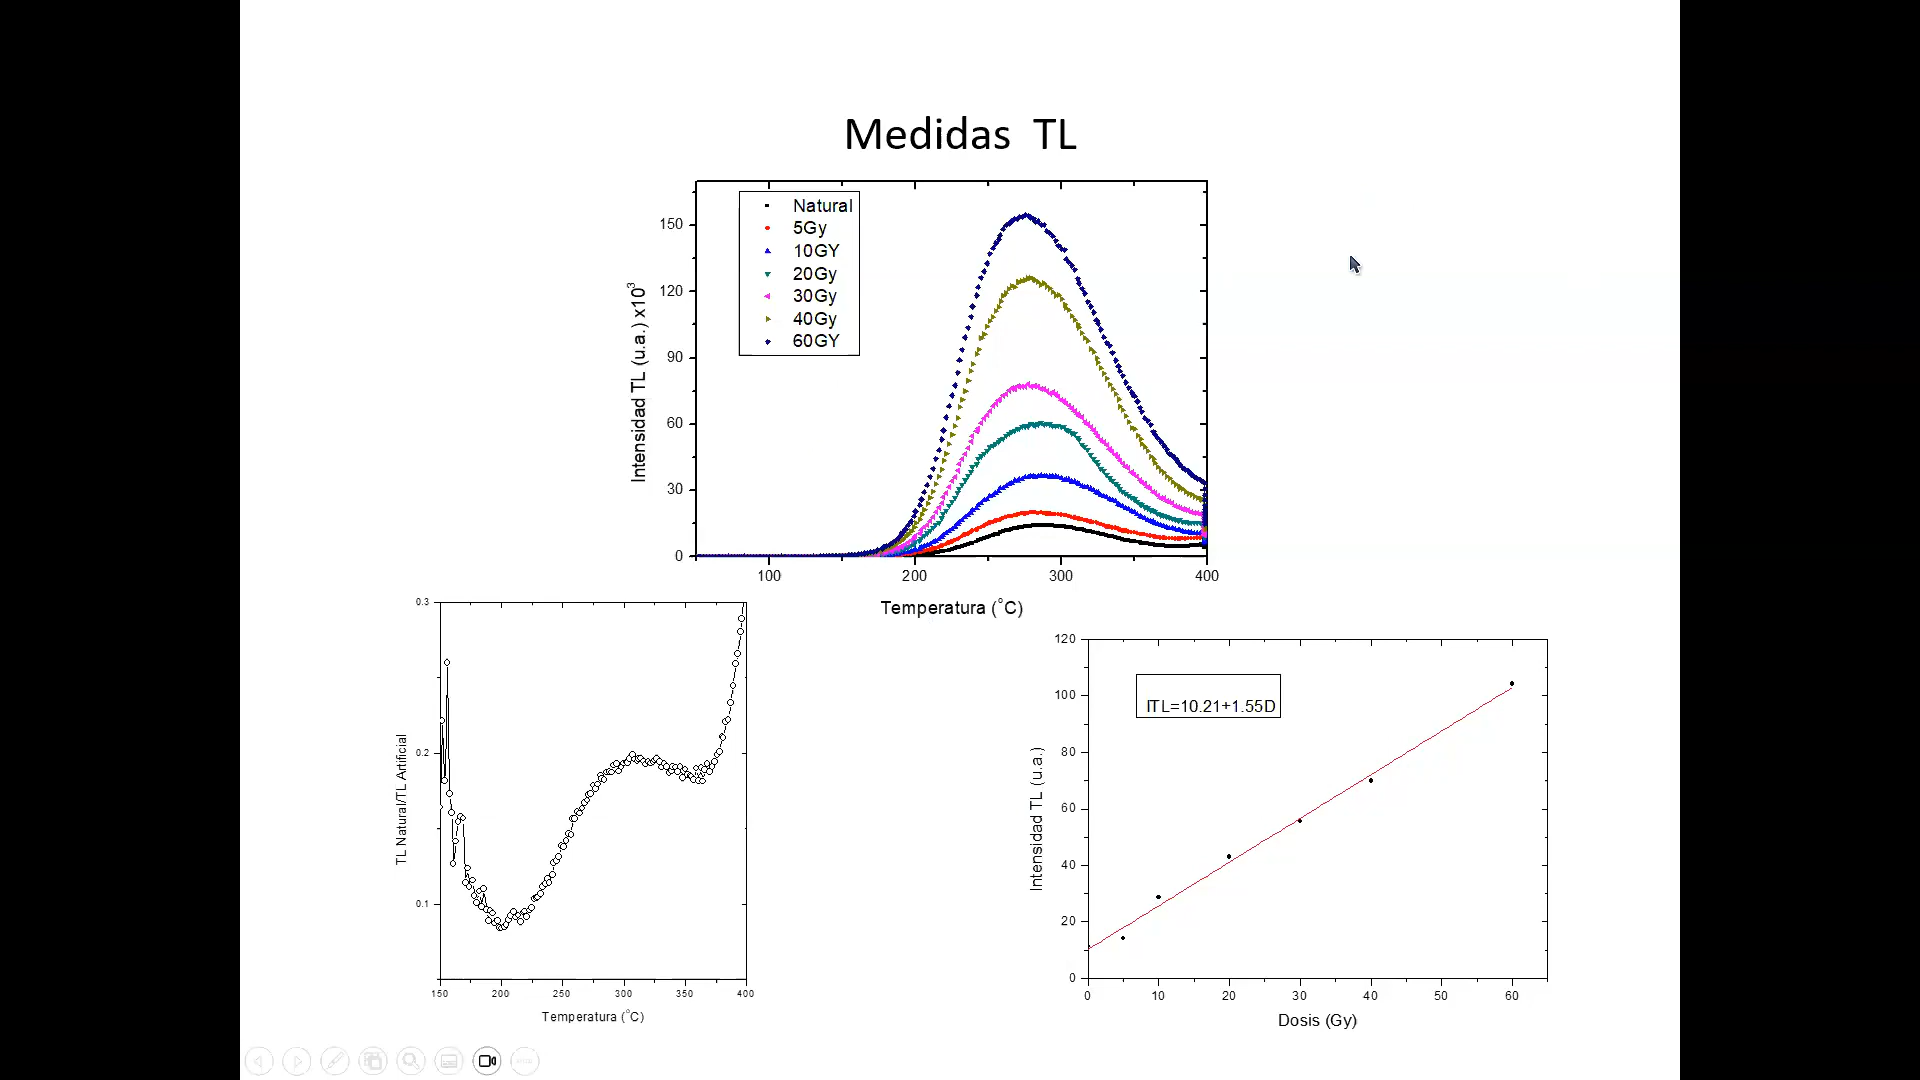 Medidas TL
Natural
5Gy
10GY
20Gy
30Gy
40Gy
60GY
Intensidad TL (u.a.) x10³
150
120
90
60
30
0
100 200 300 400
Temperatura (°C)
TL Natural/TL Artificial
0.3
0.2
0.1
150 200 250 300 350 400
Temperatura (°C)
ITL=10.21+1.55D
Intensidad TL (u.a.)
120
100
80
60
40
20
0
0 10 20 30 40 50 60
Dosis (Gy)